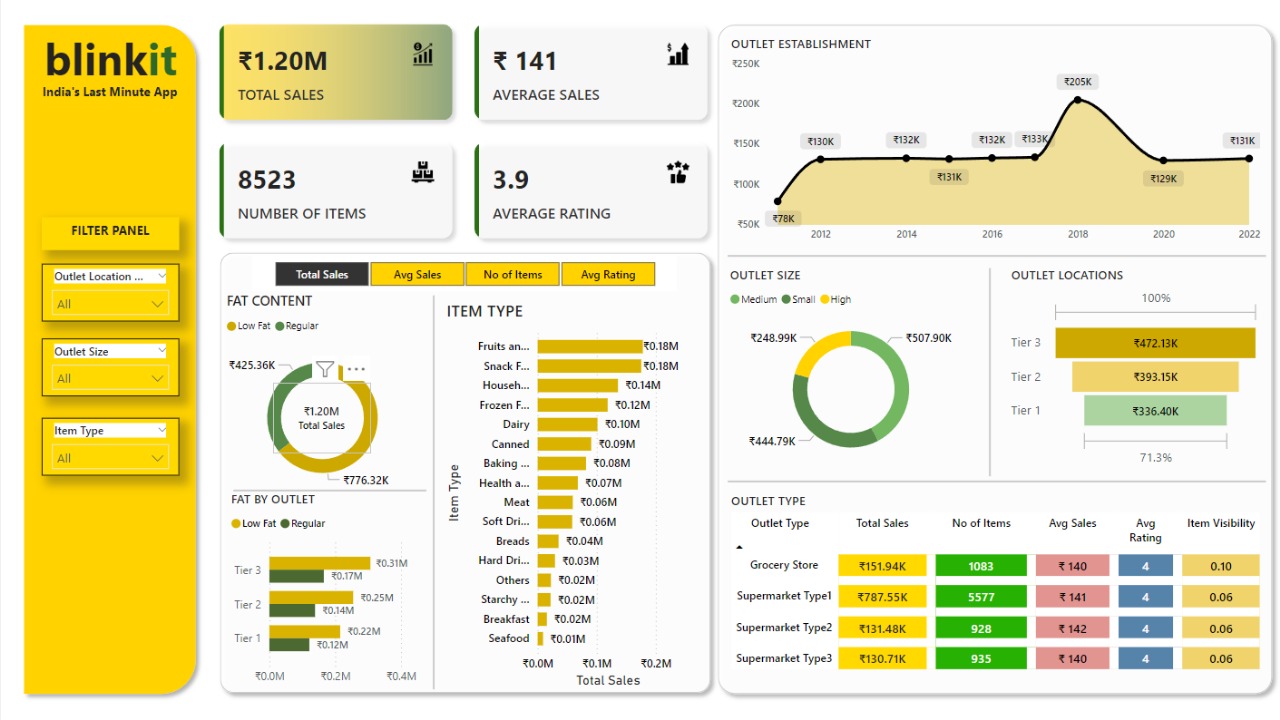 blinkit
India's Last Minute App
FILTER PANEL
Outlet Location ...
All
Outlet Size
All
Item Type
All
₹1.20M
TOTAL SALES
₹ 141
AVERAGE SALES
8523
NUMBER OF ITEMS
3.9
AVERAGE RATING
Total Sales Avg Sales No of Items Avg Rating
FAT CONTENT
Low Fat Regular
₹425.36K
₹1.20M
Total Sales
₹776.32K
FAT BY OUTLET
Low Fat Regular
Tier 3 ₹0.31M
₹0.17M
Tier 2 ₹0.25M
₹0.14M
Tier 1 ₹0.22M
₹0.12M
₹0.0M ₹0.2M ₹0.4M
ITEM TYPE
Item Type
Fruits an... ₹0.18M
Snack F... ₹0.18M
Househ... ₹0.14M
Frozen F... ₹0.12M
Dairy ₹0.10M
Canned ₹0.09M
Baking ... ₹0.08M
Health a... ₹0.07M
Meat ₹0.06M
Soft Dri... ₹0.06M
Breads ₹0.04M
Hard Dri... ₹0.03M
Others ₹0.02M
Starchy ... ₹0.02M
Breakfast ₹0.02M
Seafood ₹0.01M
₹0.0M ₹0.1M ₹0.2M
Total Sales
OUTLET ESTABLISHMENT
₹250K
₹200K
₹150K
₹100K
₹50K
₹78K ₹130K ₹132K ₹131K ₹132K ₹133K ₹205K ₹129K ₹131K
2012 2014 2016 2018 2020 2022
OUTLET SIZE
Medium Small High
₹248.99K ₹507.90K
₹444.79K
OUTLET LOCATIONS
100%
Tier 3 ₹472.13K
Tier 2 ₹393.15K
Tier 1 ₹336.40K
71.3%
OUTLET TYPE
Outlet Type Total Sales No of Items Avg Sales Avg Rating Item Visibility
Grocery Store ₹151.94K 1083 ₹ 140 4 0.10
Supermarket Type1 ₹787.55K 5577 ₹ 141 4 0.06
Supermarket Type2 ₹131.48K 928 ₹ 142 4 0.06
Supermarket Type3 ₹130.71K 935 ₹ 140 4 0.06